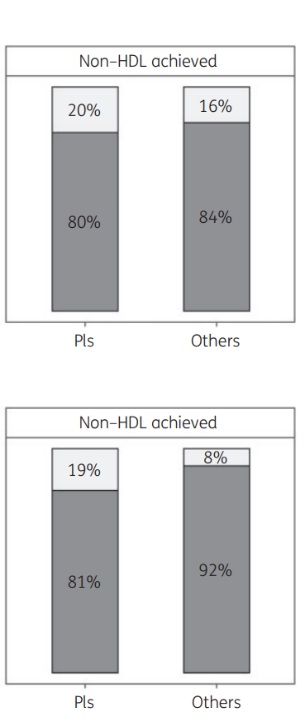 Non–HDL achieved
20% 16%
80% 84%
PIs Others
Non–HDL achieved
19% 8%
81% 92%
PIs Others